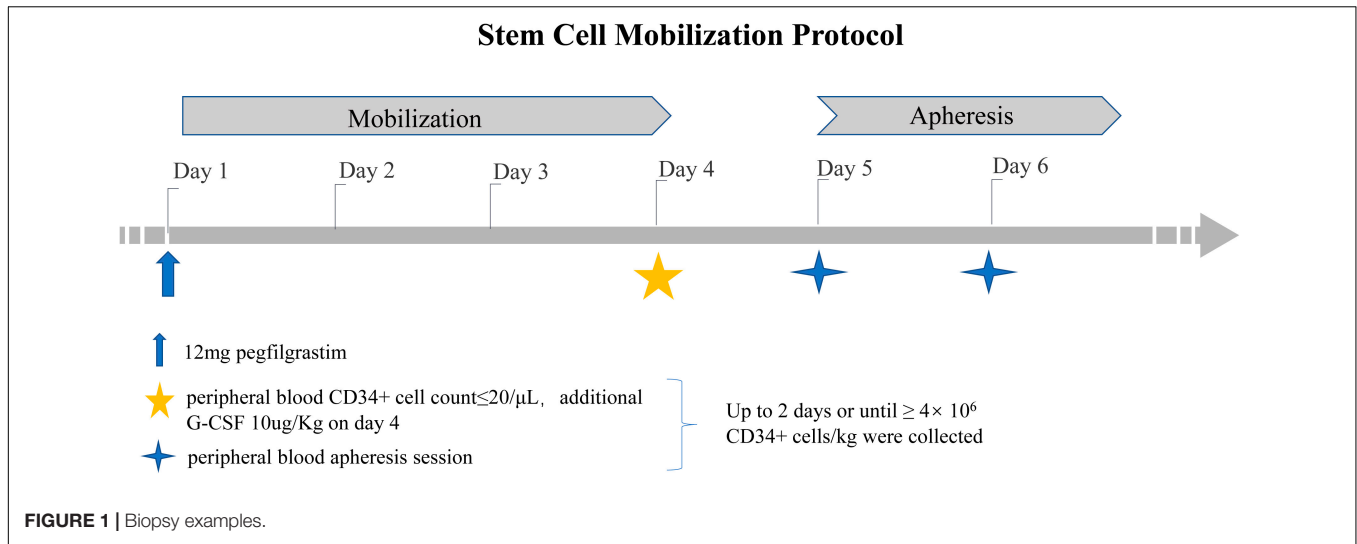 Stem Cell Mobilization Protocol
Mobilization
Apheresis
Day 1
Day 2
Day 3
Day 4
Day 5
Day 6
12mg pegfilgrastim
peripheral blood CD34+ cell count≤20/μL, additional
G-CSF 10ug/Kg on day 4
peripheral blood apheresis session
Up to 2 days or until ≥ 4× 10⁶
CD34+ cells/kg were collected
FIGURE 1 | Biopsy examples.